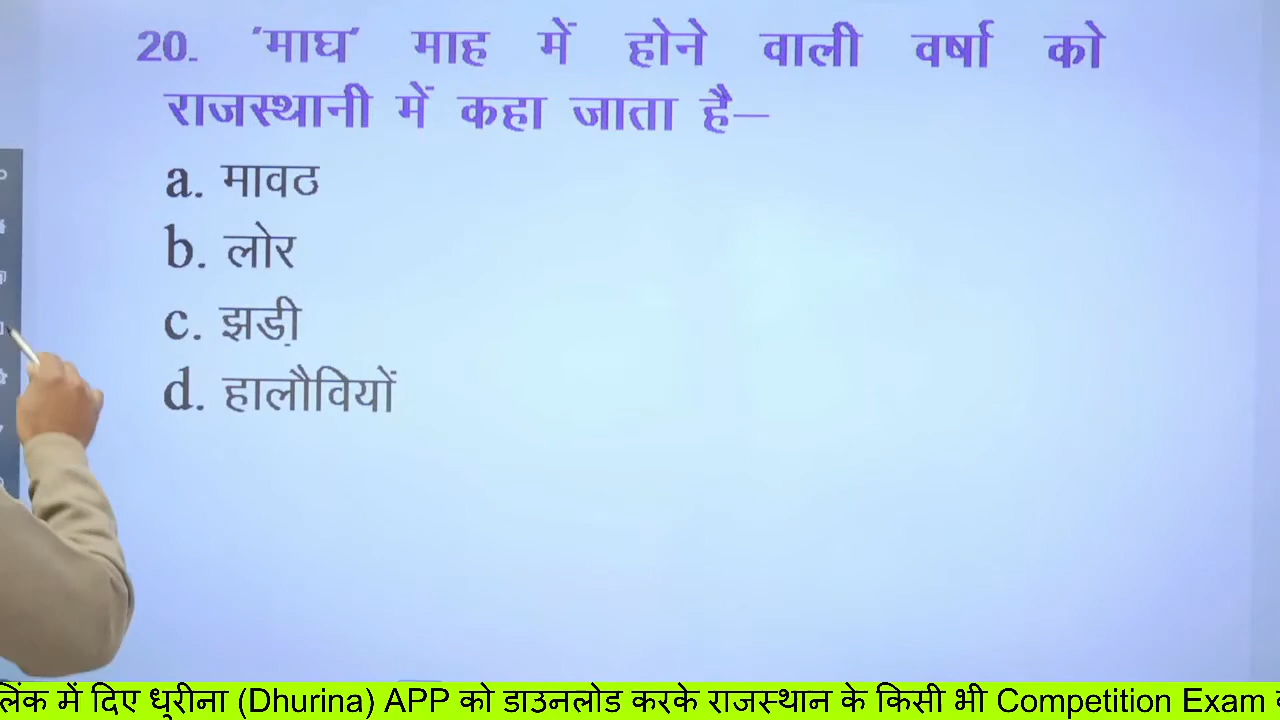 20. 'माघ' माह में होने वाली वर्षा को
राजस्थानी में कहा जाता है–
a. मावठ
b. लोर
c. झड़ी
d. हालौवियों
लिंक में दिए धुरीना (Dhurina) APP को डाउनलोड करके राजस्थान के किसी भी Competition Exam